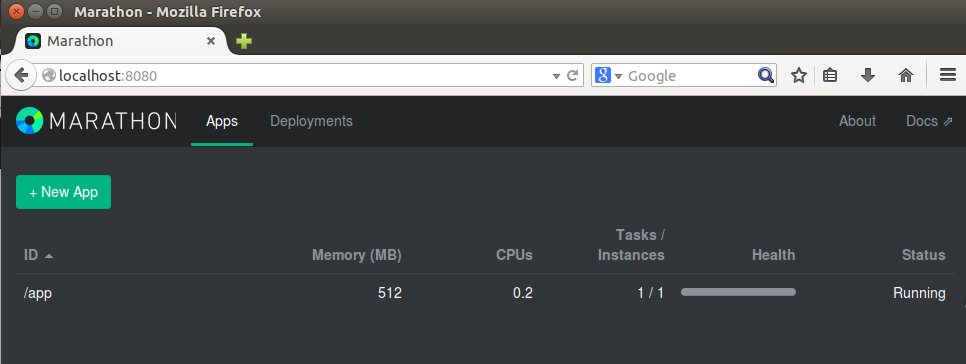 Marathon - Mozilla Firefox
Marathon
localhost:8080
Google
MARATHON Apps Deployments About Docs ⇗
+ New App
ID Memory (MB) CPUs Tasks / Instances Health Status
/app 512 0.2 1 / 1 Running